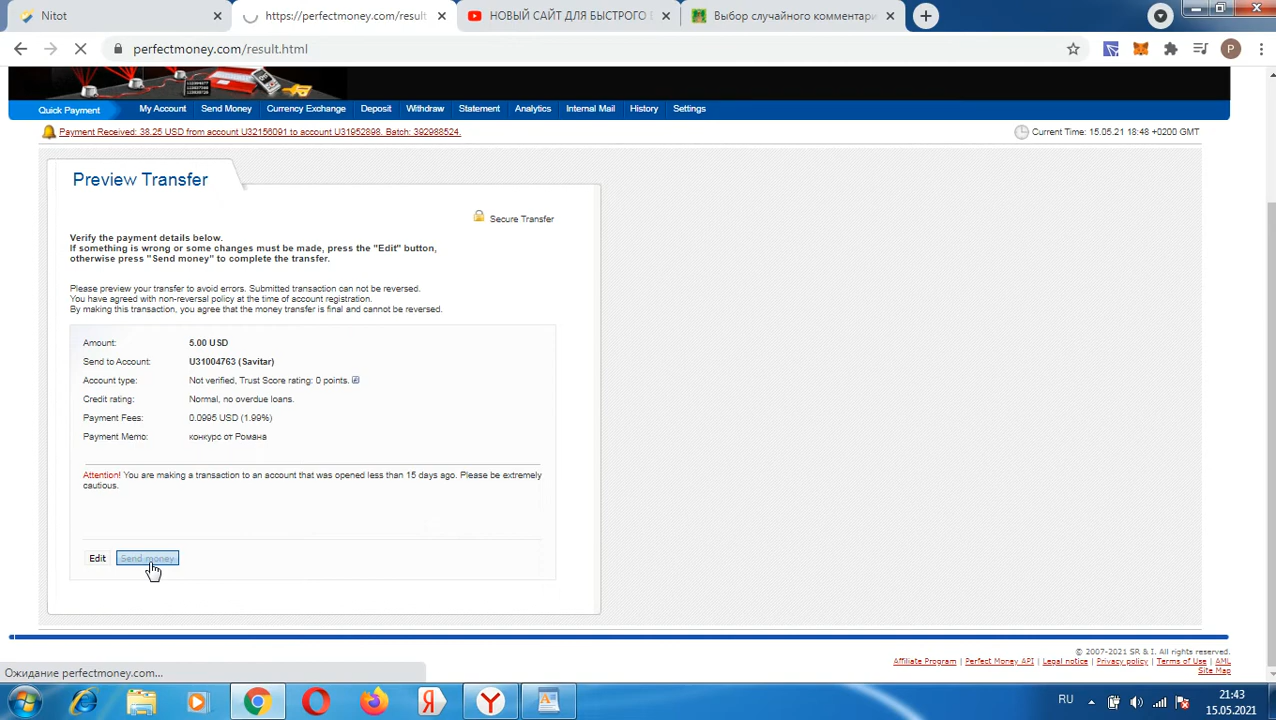 Nitot
https://perfectmoney.com/result
НОВЫЙ САЙТ ДЛЯ БЫСТРОГО
Выбор случайного комментари
perfectmoney.com/result.html
P
Quick Payment
My Account
Send Money
Currency Exchange
Deposit
Withdraw
Statement
Analytics
Internal Mail
History
Settings
Payment Received: 38.25 USD from account U32156091 to account U31952898. Batch: 392988524.
Current Time: 15.05.21 18:48 +0200 GMT
Preview Transfer
Secure Transfer
Verify the payment details below.
If something is wrong or some changes must be made, press the "Edit" button,
otherwise press "Send money" to complete the transfer.
Please preview your transfer to avoid errors. Submitted transaction can not be reversed.
You have agreed with non-reversal policy at the time of account registration.
By making this transaction, you agree that the money transfer is final and cannot be reversed.
Amount: 5.00 USD
Send to Account: U31004763 (Savitar)
Account type: Not verified, Trust Score rating: 0 points.
Credit rating: Normal, no overdue loans.
Payment Fees: 0.0995 USD (1.99%)
Payment Memo: конкурс от Романа
Attention! You are making a transaction to an account that was opened less than 15 days ago. Please be extremely
cautious.
Edit
Send money
© 2007-2021 SR & I. All rights reserved.
Affiliate Program | Perfect Money API | Legal notice | Privacy policy | Terms of Use | AML
Site Map
Ожидание perfectmoney.com...
RU
21:43
15.05.2021